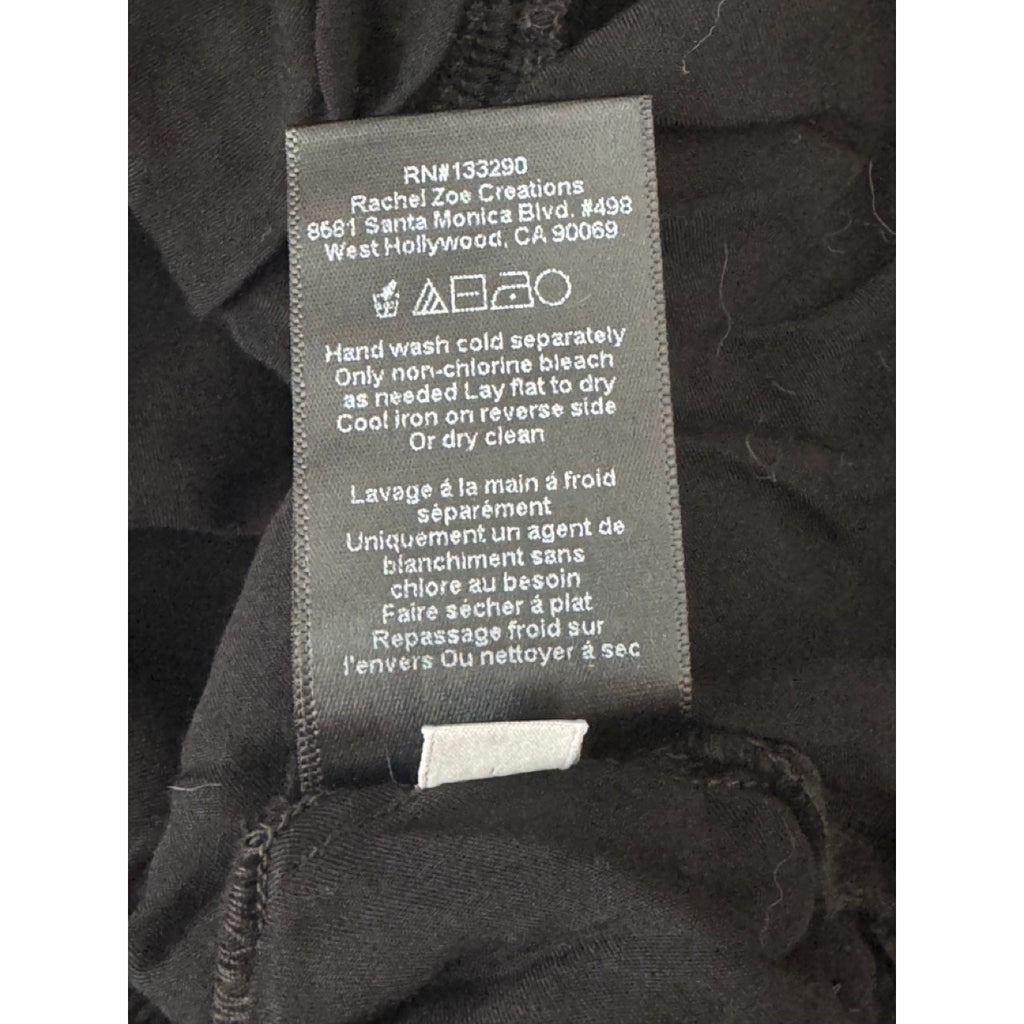 RN#133290
Rachel Zoe Creations
8581 Santa Monica Blvd. #498
West Hollywood, CA 90069
Hand wash cold separately
Only non-chlorine bleach
as needed Lay flat to dry
Cool iron on reverse side
Or dry clean
Lavage á la main á froid
séparément
Uniquement un agent de
blanchiment sans
chlore au besoin
Faire sécher á plat
Repassage froid sur
l'envers Ou nettoyer á sec